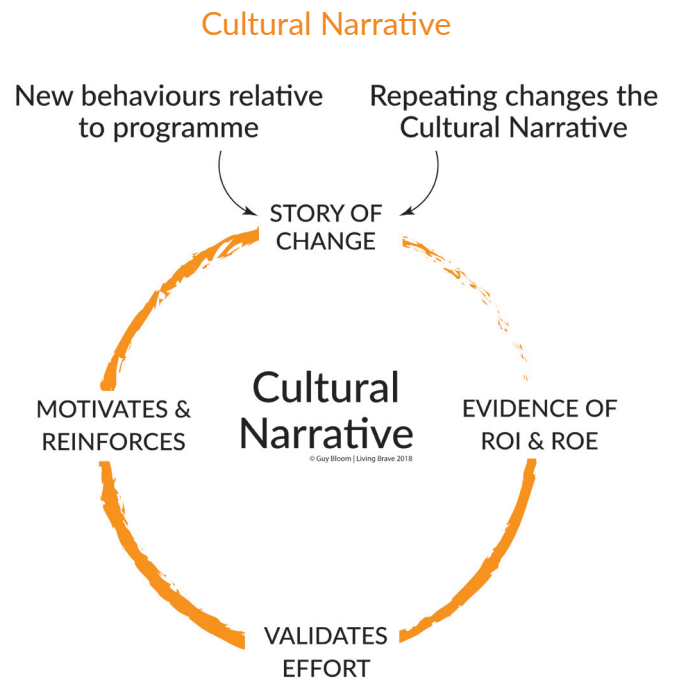 Cultural Narrative
New behaviours relative
to programme
Repeating changes the
Cultural Narrative
STORY OF
CHANGE
MOTIVATES &
REINFORCES
Cultural
Narrative
© Guy Bloom | Living Brave 2018
EVIDENCE OF
ROI & ROE
VALIDATES
EFFORT